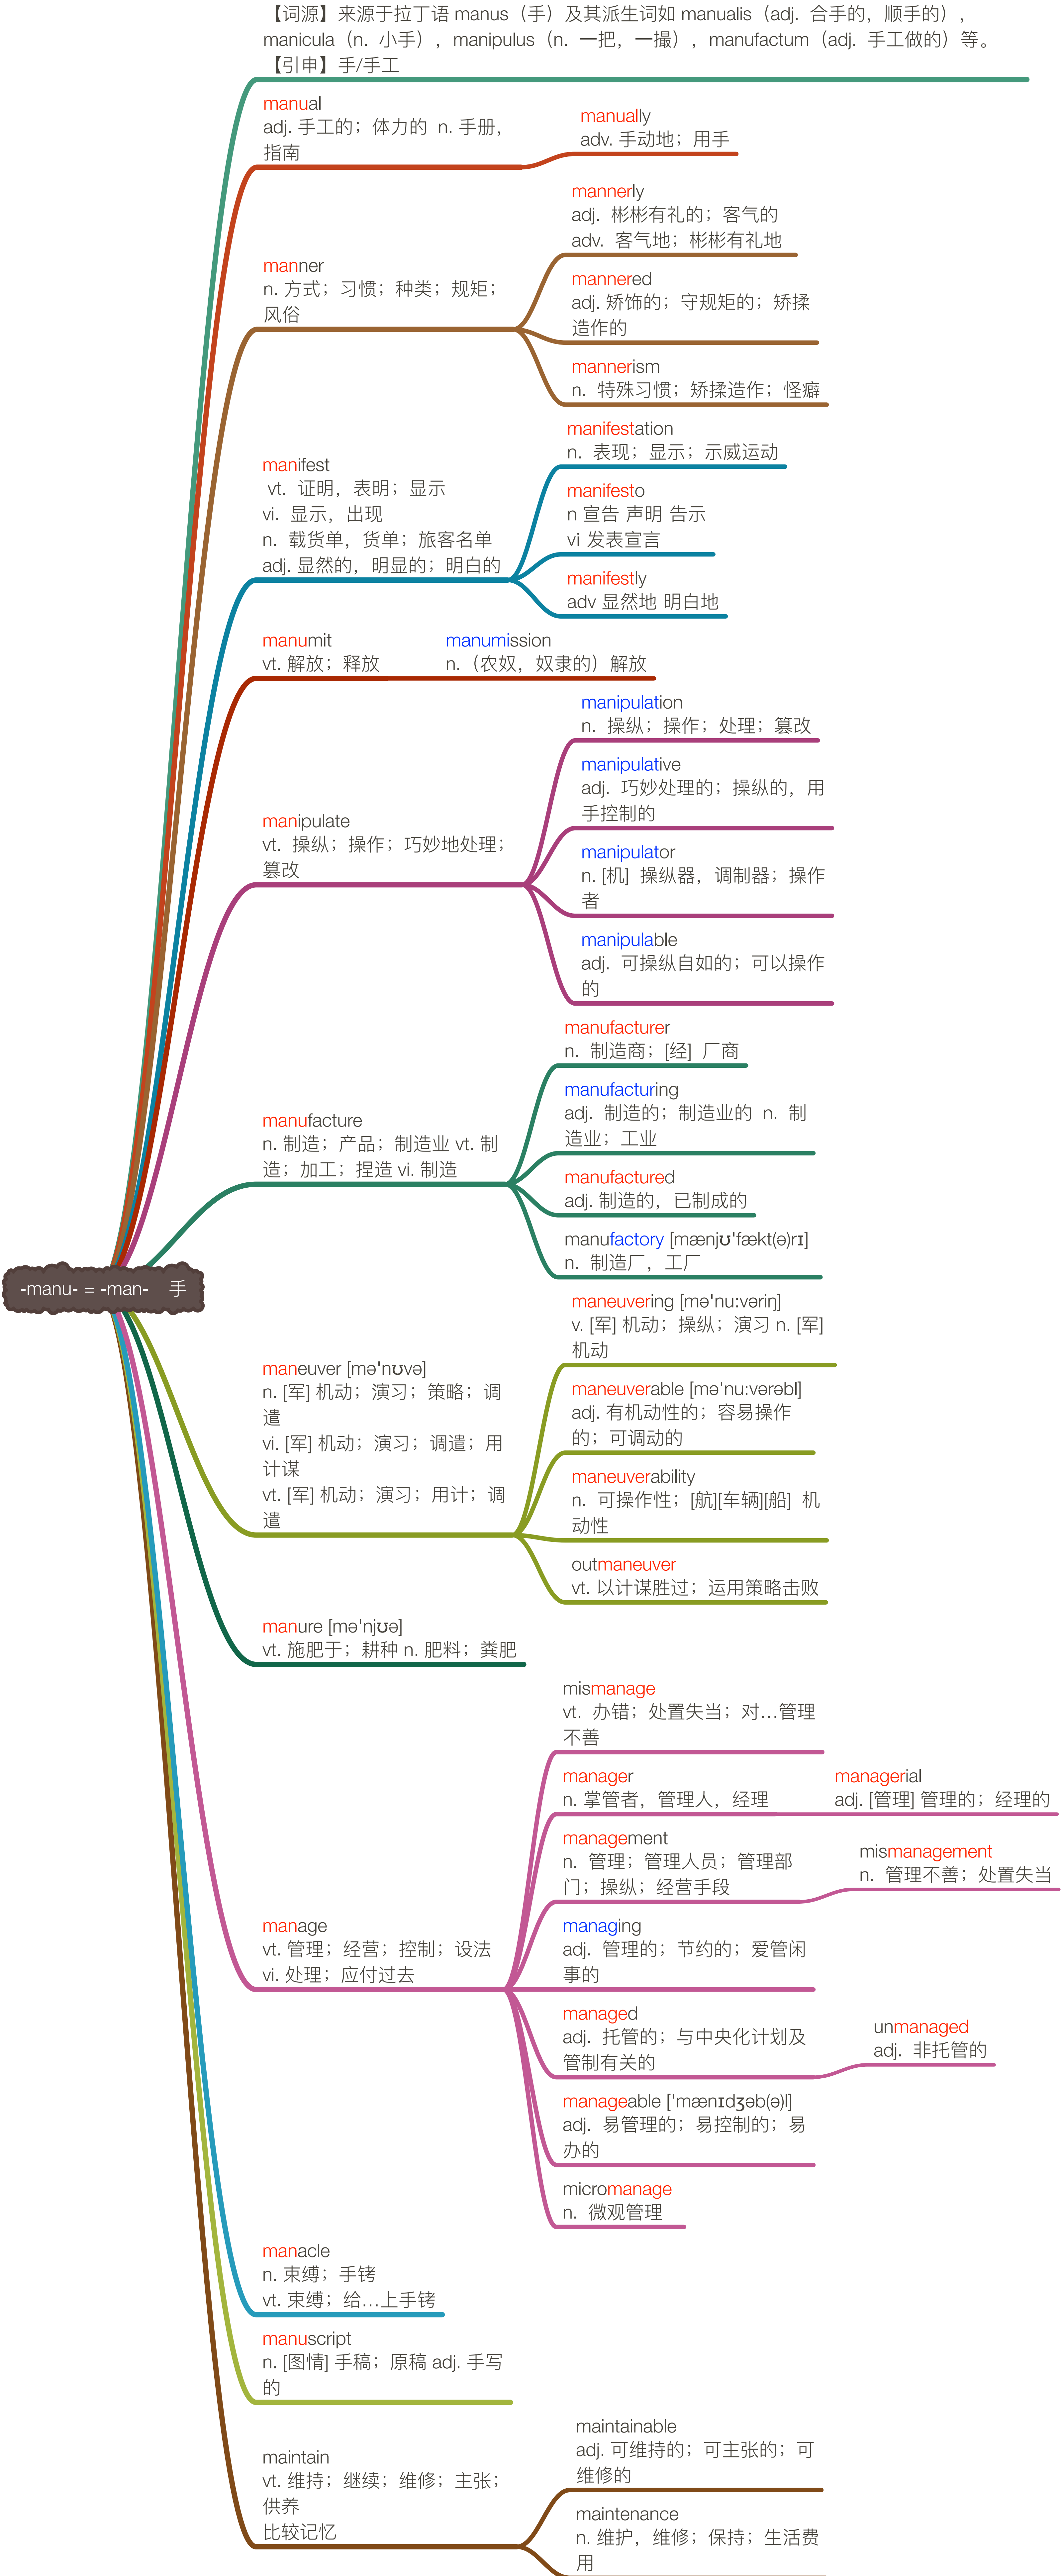 【词源】来源于拉丁语 manus（手）及其派生词如 manualis（adj. 合手的，顺手的），
manicula（n. 小手），manipulus（n. 一把，一撮），manufactum（adj. 手工做的）等。
【引申】手/手工
manual
adj. 手工的；体力的 n. 手册，
指南
manually
adv. 手动地；用手
manner
n. 方式；习惯；种类；规矩；
风俗
mannerly
adj. 彬彬有礼的；客气的
adv. 客气地；彬彬有礼地
mannered
adj. 矫饰的；守规矩的；矫揉
造作的
mannerism
n. 特殊习惯；矫揉造作；怪癖
manifest
vt. 证明，表明；显示
vi. 显示，出现
n. 载货单，货单；旅客名单
adj. 显然的，明显的；明白的
manifestation
n. 表现；显示；示威运动
manifesto
n 宣告 声明 告示
vi 发表宣言
manifestly
adv 显然地 明白地
manumit
vt. 解放；释放
manumission
n.（农奴，奴隶的）解放
manipulate
vt. 操纵；操作；巧妙地处理；
篡改
manipulation
n. 操纵；操作；处理；篡改
manipulative
adj. 巧妙处理的；操纵的，用
手控制的
manipulator
n. [机] 操纵器，调制器；操作
者
manipulable
adj. 可操纵自如的；可以操作
的
manufacture
n. 制造；产品；制造业 vt. 制
造；加工；捏造 vi. 制造
manufacturer
n. 制造商；[经] 厂商
manufacturing
adj. 制造的；制造业的 n. 制
造业；工业
manufactured
adj. 制造的，已制成的
manufactory [mænjʊ'fækt(ə)rɪ]
n. 制造厂，工厂
-manu- = -man- 手
maneuver [mə'nʊvə]
n. [军] 机动；演习；策略；调
遣
vi. [军] 机动；演习；调遣；用
计谋
vt. [军] 机动；演习；用计；调
遣
maneuvering [mə'nu:vəriŋ]
v. [军] 机动；操纵；演习 n. [军]
机动
maneuverable [mə'nu:vərəbl]
adj. 有机动性的；容易操作
的；可调动的
maneuverability
n. 可操作性；[航][车辆][船] 机
动性
outmaneuver
vt. 以计谋胜过；运用策略击败
manure [mə'njʊə]
vt. 施肥于；耕种 n. 肥料；粪肥
manage
vt. 管理；经营；控制；设法
vi. 处理；应付过去
mismanage
vt. 办错；处置失当；对…管理
不善
manager
n. 掌管者，管理人，经理
managerial
adj. [管理] 管理的；经理的
management
n. 管理；管理人员；管理部
门；操纵；经营手段
mismanagement
n. 管理不善；处置失当
managing
adj. 管理的；节约的；爱管闲
事的
managed
adj. 托管的；与中央化计划及
管制有关的
unmanaged
adj. 非托管的
manageable ['mænɪdʒəb(ə)l]
adj. 易管理的；易控制的；易
办的
micromanage
n. 微观管理
manacle
n. 束缚；手铐
vt. 束缚；给…上手铐
manuscript
n. [图情] 手稿；原稿 adj. 手写
的
maintain
vt. 维持；继续；维修；主张；
供养
比较记忆
maintainable
adj. 可维持的；可主张的；可
维修的
maintenance
n. 维护，维修；保持；生活费
用